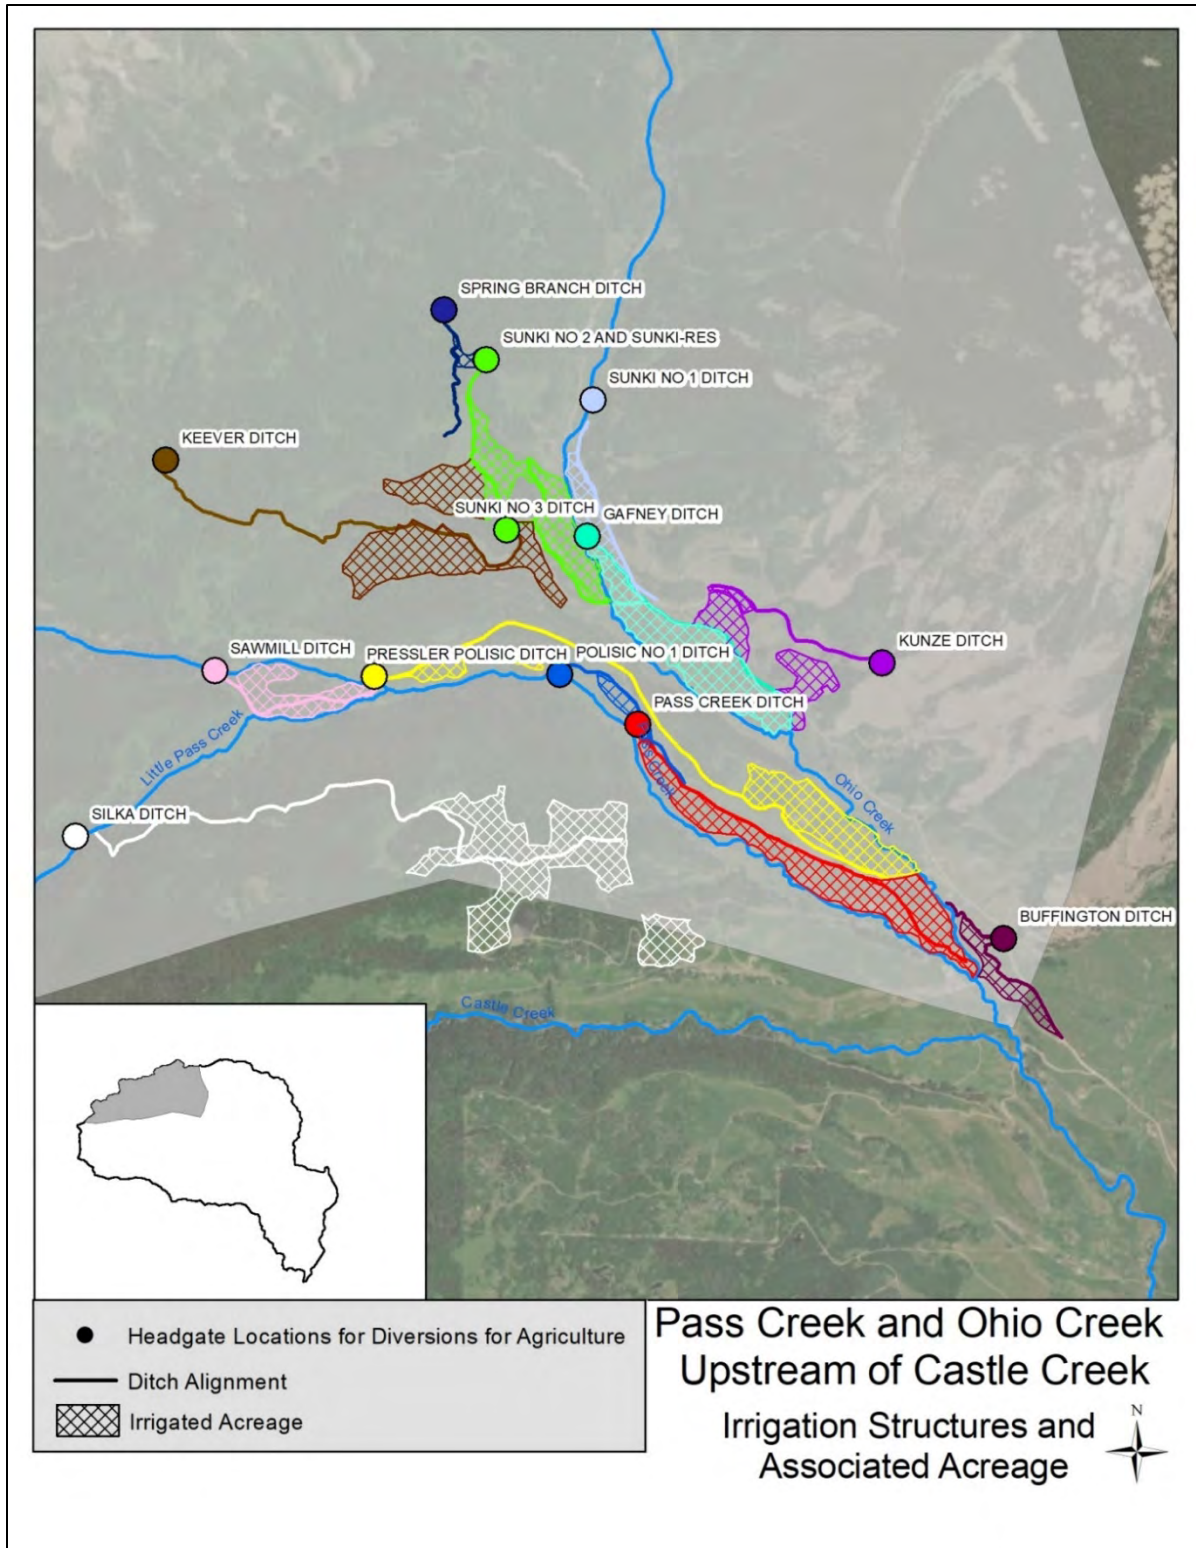 SPRING BRANCH DITCH
SUNKI NO 2 AND SUNKI-RES
SUNKI NO 1 DITCH
KEEVER DITCH
SUNKI NO 3 DITCH
GAFNEY DITCH
KUNZE DITCH
SAWMILL DITCH
PRESSLER POLISIC DITCH
POLISIC NO 1 DITCH
PASS CREEK DITCH
Little Pass Creek
Creek
Ohio Creek
SILKA DITCH
BUFFINGTON DITCH
Castle Creek
Headgate Locations for Diversions for Agriculture
Ditch Alignment
Irrigated Acreage
Pass Creek and Ohio Creek
Upstream of Castle Creek
Irrigation Structures and
Associated Acreage
N